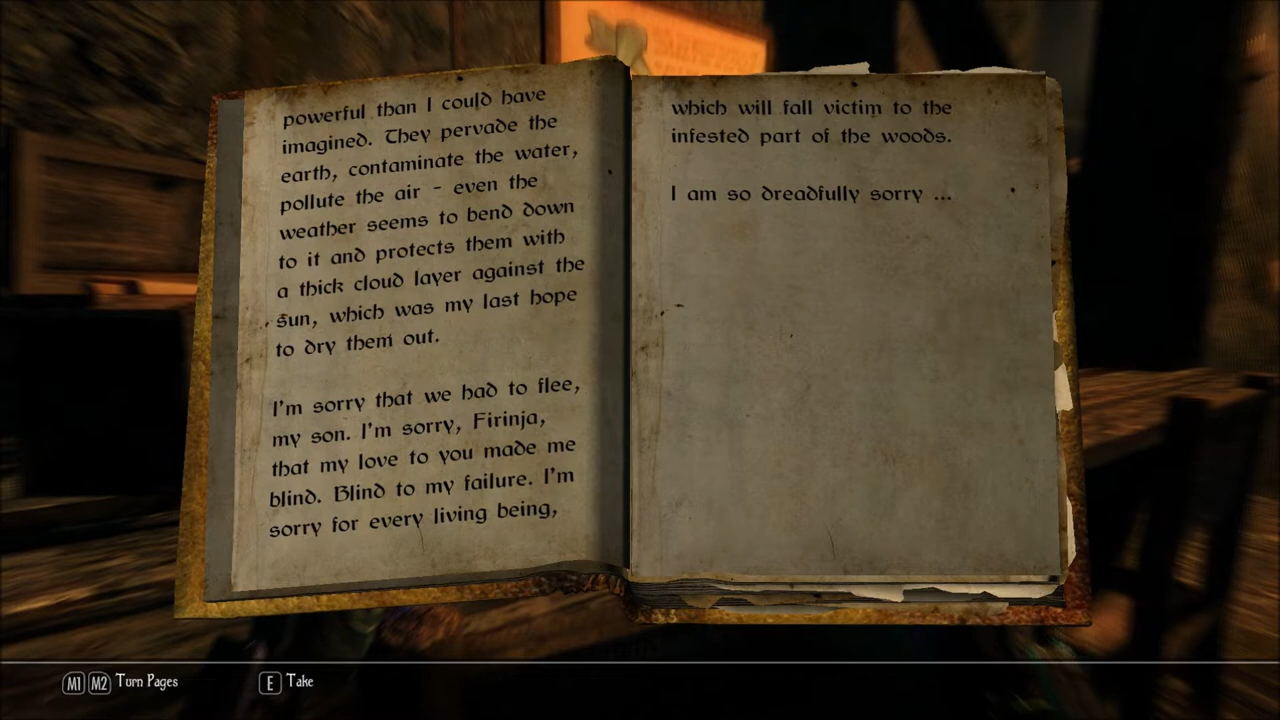 powerful than I could have
imagined. They pervade the
earth, contaminate the water,
pollute the air - even the
weather seems to bend down
to it and protects them with
a thick cloud layer against the
sun, which was my last hope
to dry them out.
I'm sorry that we had to flee,
my son. I'm sorry, Firinja,
that my love to you made me
blind. Blind to my failure. I'm
sorry for every living being,
which will fall victim to the
infested part of the woods.
I am so dreadfully sorry ...
M1 M2 Turn Pages
E Take